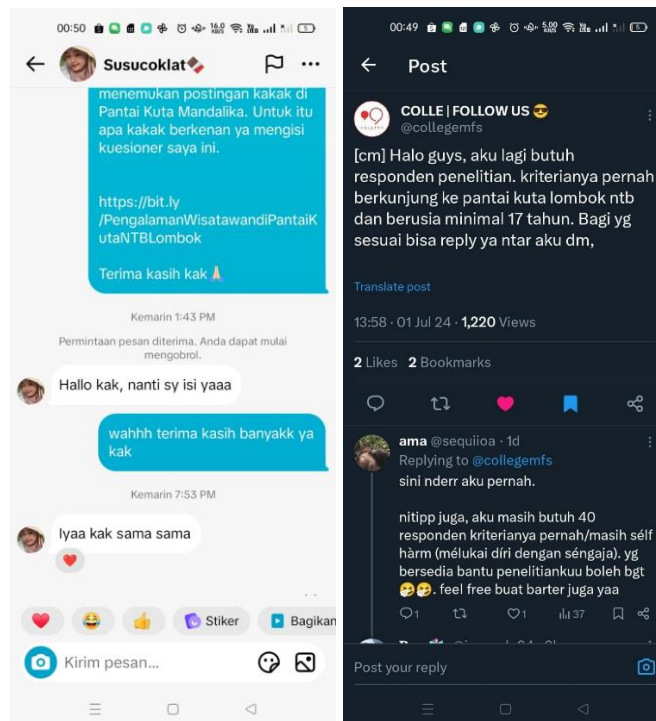 00:50
Susucoklat
menemukan postingan kakak di
Pantai Kuta Mandalika. Untuk itu
apa kakak berkenan ya mengisi
kuesioner saya ini.
https://bit.ly
/PengalamanWisatawandiPantaiK
utaNTBLombok
Terima kasih kak🙏🏻
Kemarin 1:43 PM
Permintaan pesan diterima. Anda dapat mulai
mengobrol.
Hallo kak, nanti sy isi yaaa
wahhh terima kasih banyakk ya
kak
Kemarin 7:53 PM
Iyaa kak sama sama
Stiker
Bagikan
Kirim pesan...
00:49
Post
COLLE | FOLLOW US 😎
@collegemfs
[cm] Halo guys, aku lagi butuh
responden penelitian. kriterianya pernah
berkunjung ke pantai kuta lombok ntb
dan berusia minimal 17 tahun. Bagi yg
sesuai bisa reply ya ntar aku dm,
Translate post
13:58 · 01 Jul 24 · 1,220 Views
2 Likes 2 Bookmarks
ama @sequiioa · 1d
Replying to @collegemfs
sini nderr aku pernah.
nitipp juga, aku masih butuh 40
responden kriterianya pernah/masih sélf
hàrm (mélukai díri dengan séngaja). yg
bersedia bantu penelitiankuu boleh bgt
🥺🥺. feel free buat barter juga yaa
1 1 37
Post your reply